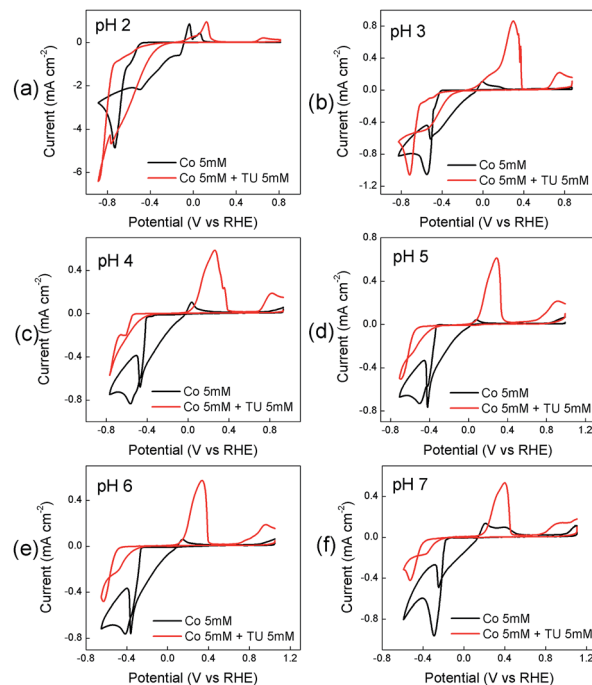 pH 2
(a)
Current (mA cm⁻²)
0
-2
-4
-6
Co 5mM
Co 5mM + TU 5mM
-0.8 -0.4 0.0 0.4 0.8
Potential (V vs RHE)
pH 3
(b)
Current (mA cm⁻²)
0.8
0.4
0.0
-0.4
-0.8
-1.2
Co 5mM
Co 5mM + TU 5mM
-0.8 -0.4 0.0 0.4 0.8
Potential (V vs RHE)
pH 4
(c)
Current (mA cm⁻²)
0.4
0.0
-0.4
-0.8
Co 5mM
Co 5mM + TU 5mM
-0.8 -0.4 0.0 0.4 0.8
Potential (V vs RHE)
pH 5
(d)
Current (mA cm⁻²)
0.8
0.4
0.0
-0.4
-0.8
Co 5mM
Co 5mM + TU 5mM
-0.8 -0.4 0.0 0.4 0.8 1.2
Potential (V vs RHE)
pH 6
(e)
Current (mA cm⁻²)
0.4
0.0
-0.4
-0.8
Co 5mM
Co 5mM + TU 5mM
-0.8 -0.4 0.0 0.4 0.8 1.2
Potential (V vs RHE)
pH 7
(f)
Current (mA cm⁻²)
0.4
0.0
-0.4
-0.8
Co 5mM
Co 5mM + TU 5mM
-0.8 -0.4 0.0 0.4 0.8 1.2
Potential (V vs RHE)